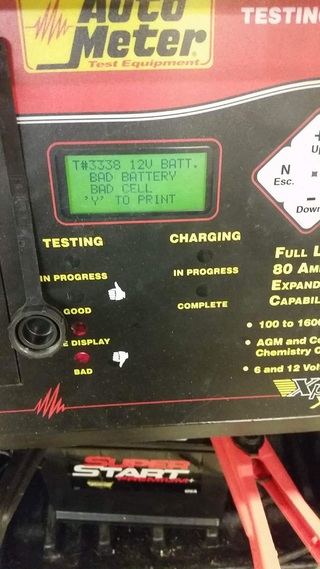 Auto
Meter®
Test Equipment
TESTING
T#3338 12V BATT.
BAD BATTERY
BAD CELL
'Y' TO PRINT
Up
N
Esc.
Down
TESTING
CHARGING
IN PROGRESS
IN PROGRESS
GOOD
COMPLETE
DISPLAY
BAD
FULL
80 AM
EXPAND
CAPABIL
• 100 to 1600
• AGM and Co
Chemistry
• 6 and 12 Vol
SUPER
START
PREMIUM